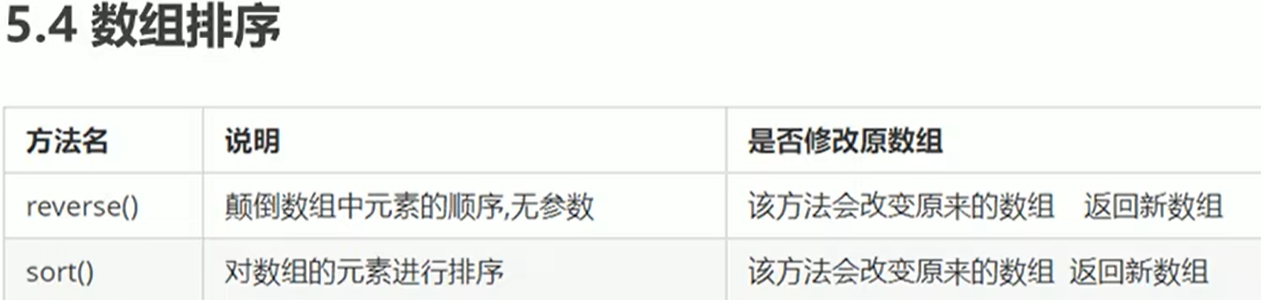 5.4 数组排序
方法名 说明 是否修改原数组
reverse() 颠倒数组中元素的顺序,无参数 该方法会改变原来的数组 返回新数组
sort() 对数组的元素进行排序 该方法会改变原来的数组 返回新数组